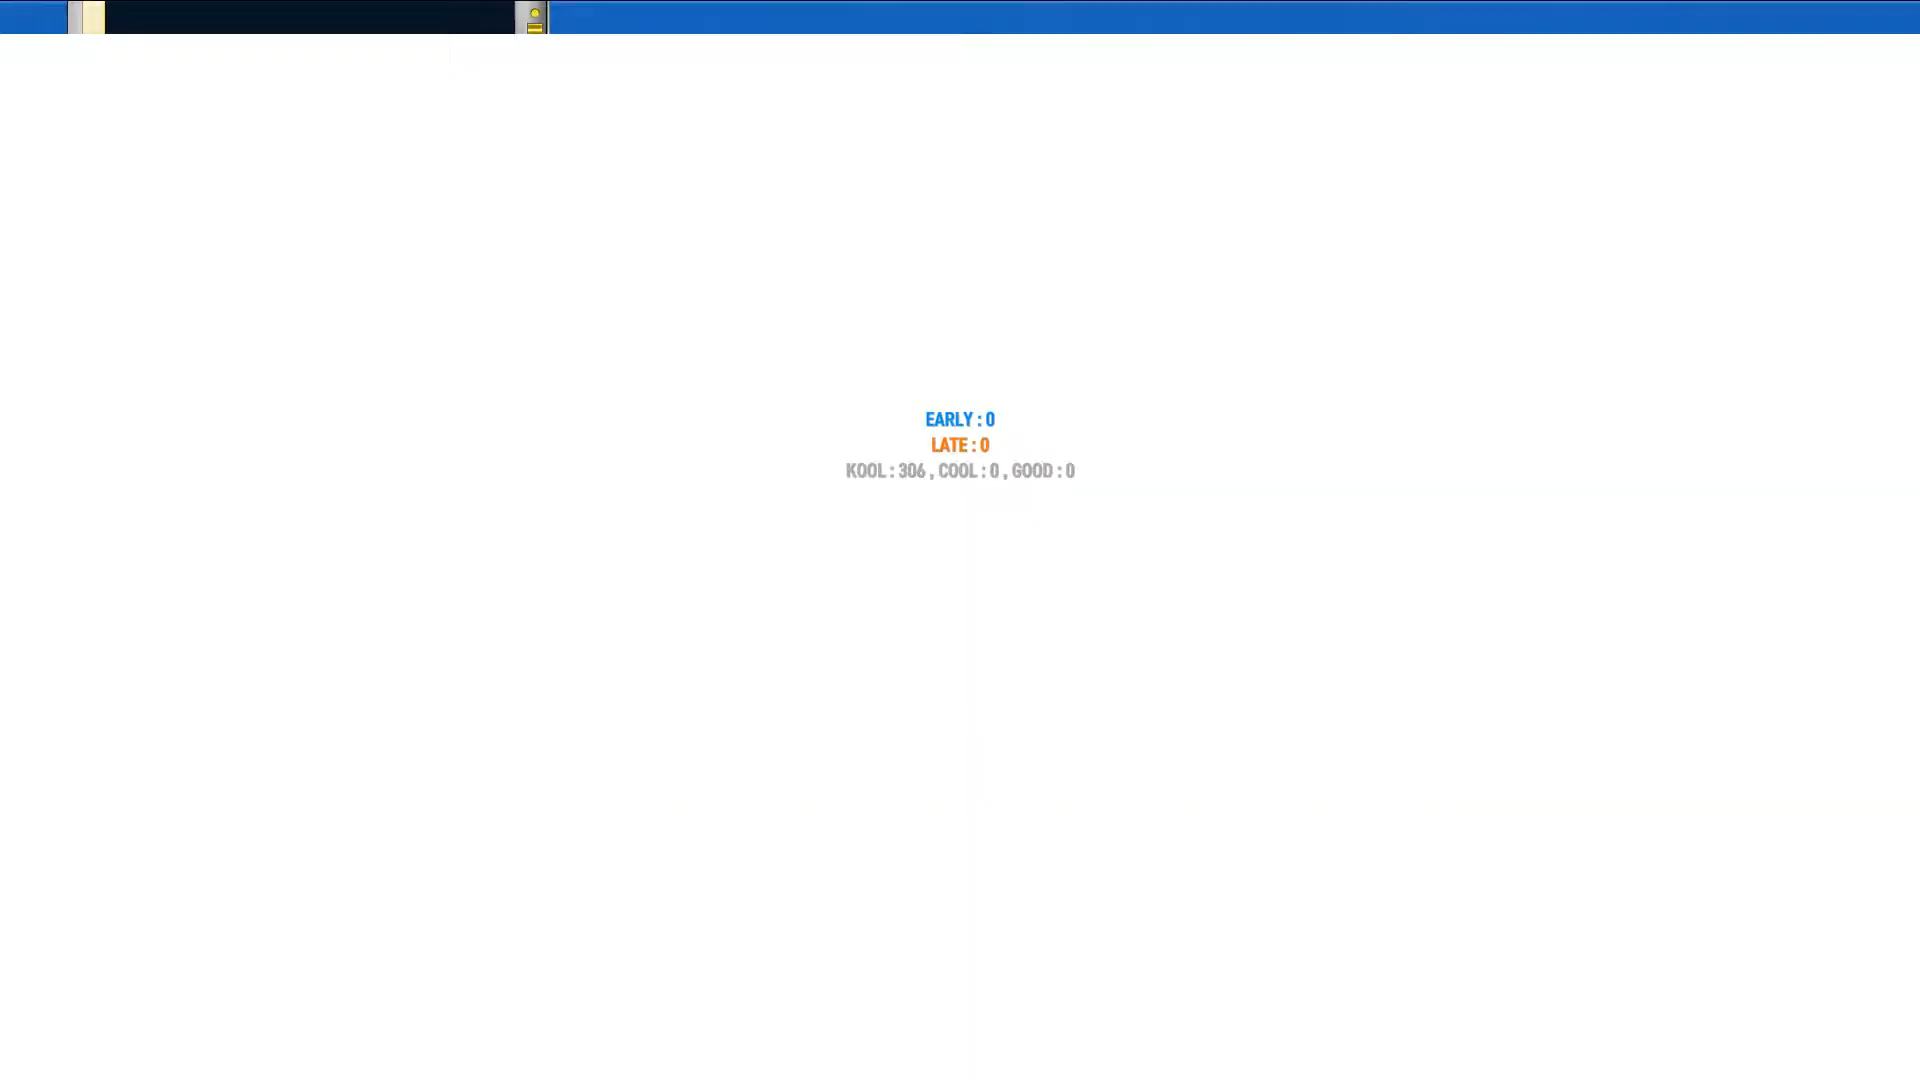 EARLY : 0
LATE : 0
KOOL : 306 , COOL : 0 , GOOD : 0